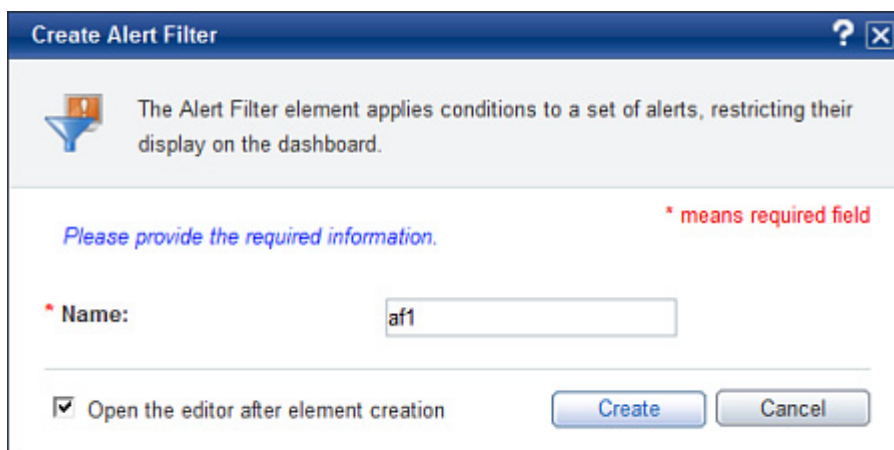 Create Alert Filter
?
The Alert Filter element applies conditions to a set of alerts, restricting their
display on the dashboard.
* means required field
Please provide the required information.
* Name:
af1
Open the editor after element creation
Create
Cancel